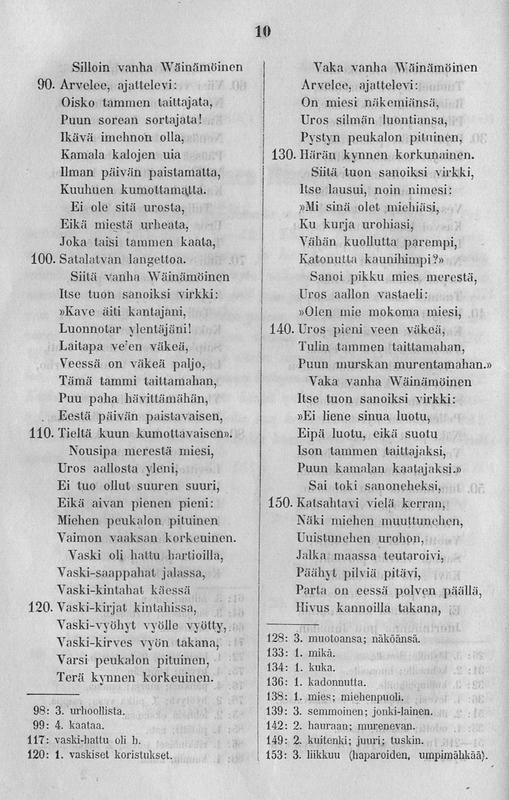 10
Silloin vanha Wäinämöinen
90. Arvelee, ajattelevi:
Oisko tammen taittajata,
Puun sorean sortajata!
Ikävä imehnon olla,
Kamala kalojen uia
Ilman päivän paistamatta,
Kuuhuen kumottamatta.
Ei ole sitä urosta,
Eikä miestä urheata,
Joka taisi tammen kaata,
100. Satalatvan langettoa.
Siitä vanha Wäinämöinen
Itse tuon sanoiksi virkki:
»Kave äiti kantajani,
Luonnotar ylentäjäni!
Laitapa ve'en väkeä,
Veessä on väkeä paljo,
Tämä tammi taittamahan,
Puu paha hävittämähän,
Eestä päivän paistavaisen,
110. Tieltä kuun kumottavaisen».
Nousipa merestä miesi,
Uros aallosta yleni,
Ei tuo ollut suuren suuri,
Eikä aivan pienen pieni:
Miehen peukalon pituinen
Vaimon vaaksan korkeuinen.
Vaski oli hattu hartioilla,
Vaski-saappahat jalassa,
Vaski-kintahat käessä
120. Vaski-kirjat kintahissa,
Vaski-vyöhyt vyölle vyötty,
Vaski-kirves vyön takana,
Varsi peukalon pituinen,
Terä kynnen korkeuinen.
98: 3. urhoollista.
99: 4. kaataa.
117: vaski-hattu oli h.
120: 1. vaskiset koristukset.
Vaka vanha Wäinämöinen
Arvelee, ajattelevi:
On miesi näkemiänsä,
Uros silmän luontiansa,
Pystyn peukalon pituinen,
130. Härän kynnen korkuinainen.
Siitä tuon sanoiksi virkki,
Itse lausui, noin nimesi:
»Mi sinä olet miehiäsi,
Ku kurja urohiasi,
Vähän kuollutta parempi,
Katonutta kaunihimpi?»
Sanoi pikku mies merestä,
Uros aallon vastaeli:
»Olen mie mokoma miesi,
140. Uros pieni veen väkeä,
Tulin tammen taittamahan,
Puun murskan murentamahan.»
Vaka vanha Wäinämöinen
Itse tuon sanoiksi virkki:
»Ei liene sinua luotu,
Eipä luotu, eikä suotu
Ison tammen taittajaksi,
Puun kamalan kaatajaksi.»
Sai toki sanoneheksi,
150. Katsahtavi vielä kerran,
Näki miehen muuttunehen,
Uuistunehen urohon,
Jalka maassa teutaroivi,
Päähyt pilviä pitävi,
Parta on eessä polven päällä,
Hivus kannoilla takana,
128: 3. muotoansa; näköänsä.
133: 1. mikä.
134: 1. kuka.
136: 1. kadonnutta.
138: 1. mies; miehenpuoli.
139: 3. semmoinen; jonki-lainen.
142: 2. hauraan; murenevan.
149: 2. kuitenki; juuri; tuskin.
153: 3. liikkuu (haparoiden, umpimähkää).